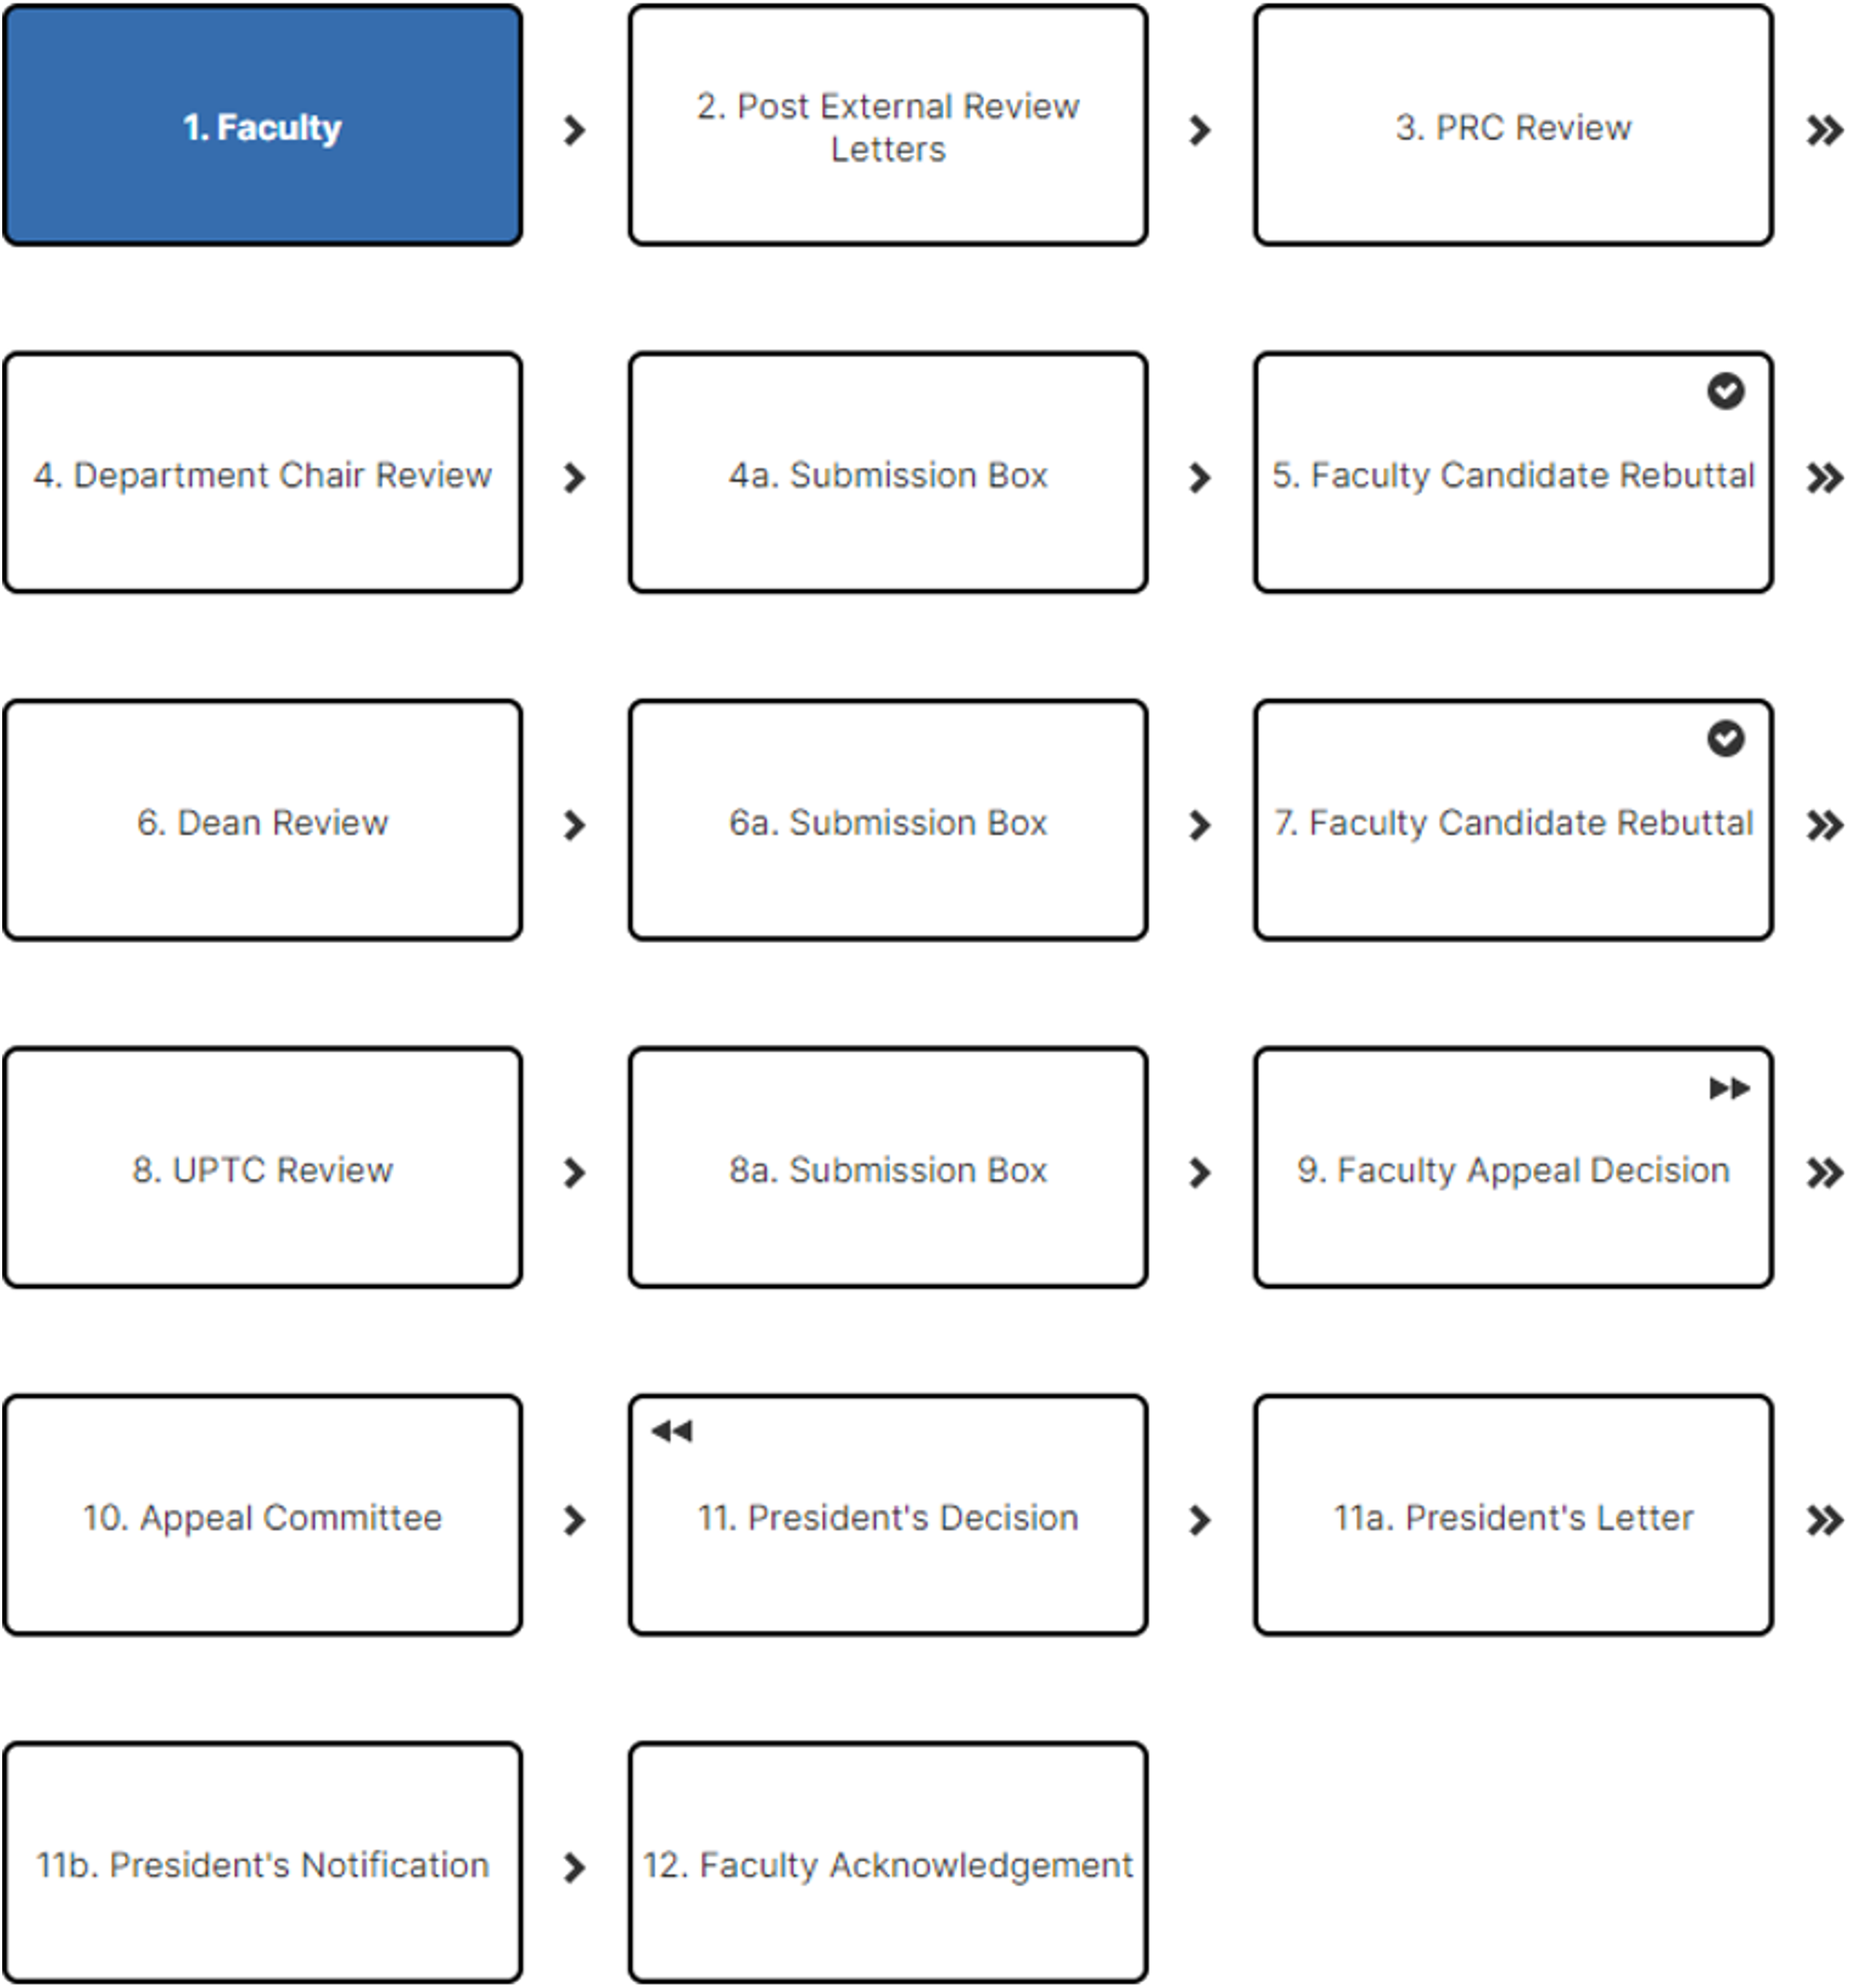 1. Faculty
2. Post External Review
Letters
3. PRC Review
4. Department Chair Review
4a. Submission Box
5. Faculty Candidate Rebuttal
6. Dean Review
6a. Submission Box
7. Faculty Candidate Rebuttal
8. UPTC Review
8a. Submission Box
9. Faculty Appeal Decision
10. Appeal Committee
11. President's Decision
11a. President's Letter
11b. President's Notification
12. Faculty Acknowledgement